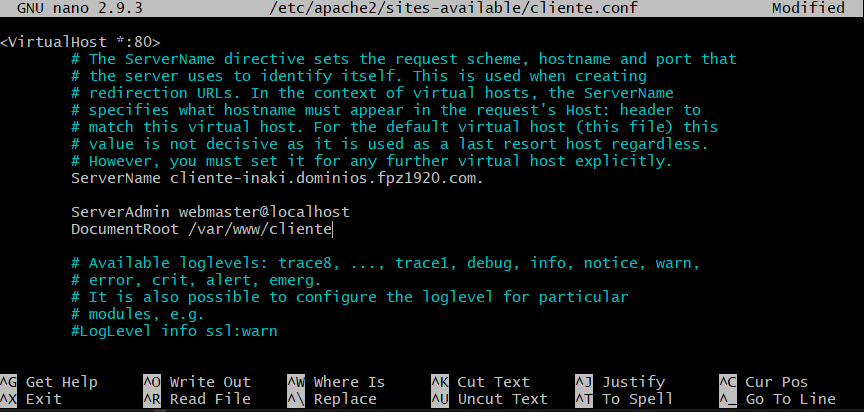 GNU nano 2.9.3 /etc/apache2/sites-available/cliente.conf Modified
<VirtualHost *:80>
# The ServerName directive sets the request scheme, hostname and port that
# the server uses to identify itself. This is used when creating
# redirection URLs. In the context of virtual hosts, the ServerName
# specifies what hostname must appear in the request's Host: header to
# match this virtual host. For the default virtual host (this file) this
# value is not decisive as it is used as a last resort host regardless.
# However, you must set it for any further virtual host explicitly.
ServerName cliente-inaki.dominios.fpz1920.com.
ServerAdmin webmaster@localhost
DocumentRoot /var/www/cliente
# Available loglevels: trace8, ..., trace1, debug, info, notice, warn,
# error, crit, alert, emerg.
# It is also possible to configure the loglevel for particular
# modules, e.g.
#LogLevel info ssl:warn
^G Get Help ^O Write Out ^W Where Is ^K Cut Text ^J Justify ^C Cur Pos
^X Exit ^R Read File ^\ Replace ^U Uncut Text ^T To Spell ^_ Go To Line